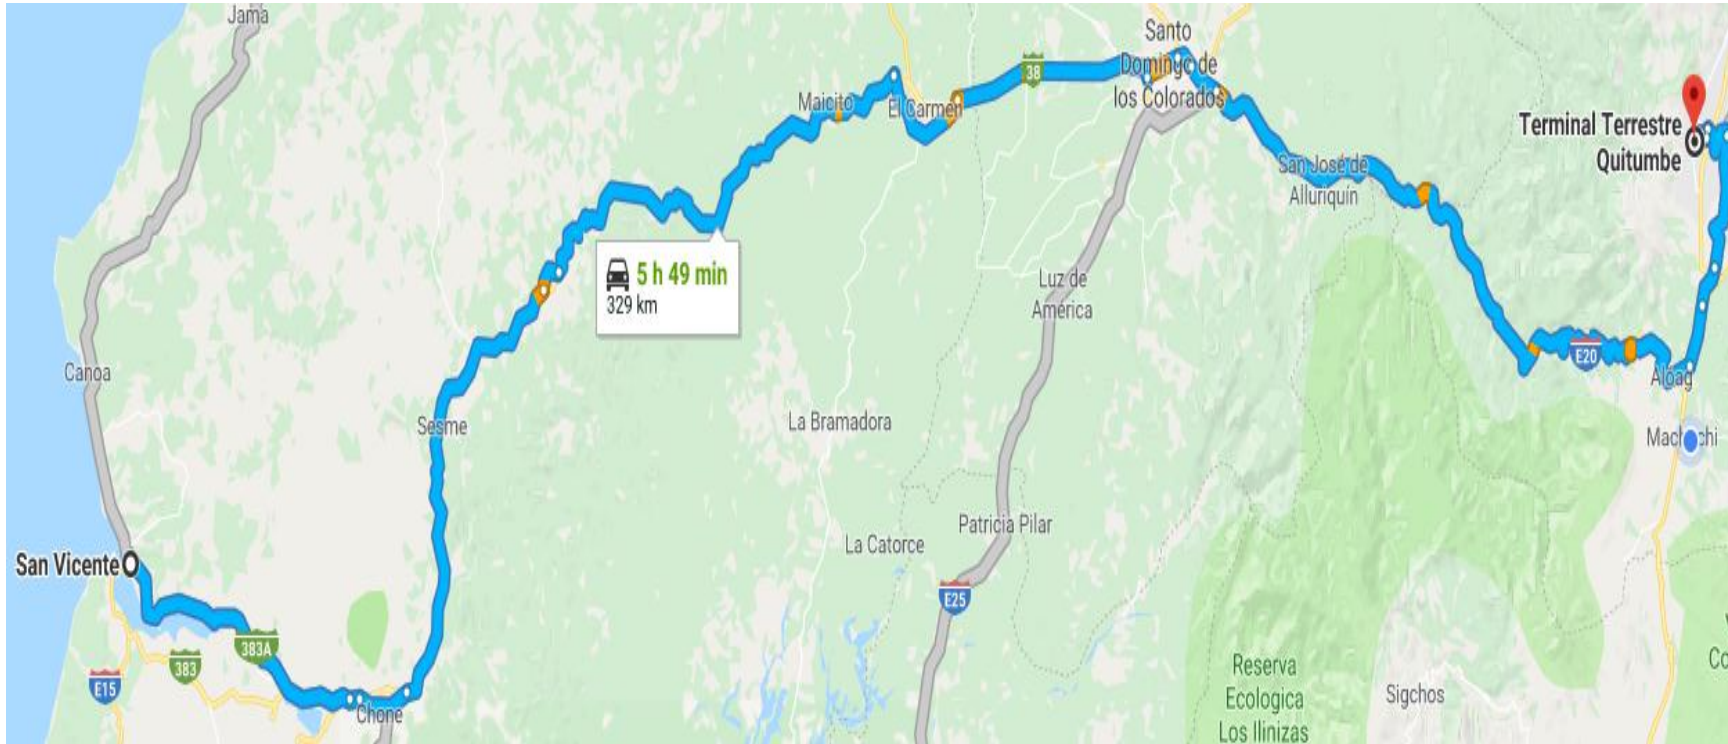 Jama
Santo
Domingo de
los Colorados
38
Maicito
El Carmen
Terminal Terrestre
Quitumbe
San José de
Alluriquín
5 h 49 min
329 km
Luz de
América
E20
Aloag
Canoa
Sesme
La Bramadora
Machachi
Patricia Pilar
La Catorce
San Vicente
E25
383A
383
E15
Chone
Reserva
Ecologica
Los Ilinizas
Sigchos
Co